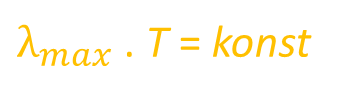 λₘₐₓ . T = konst